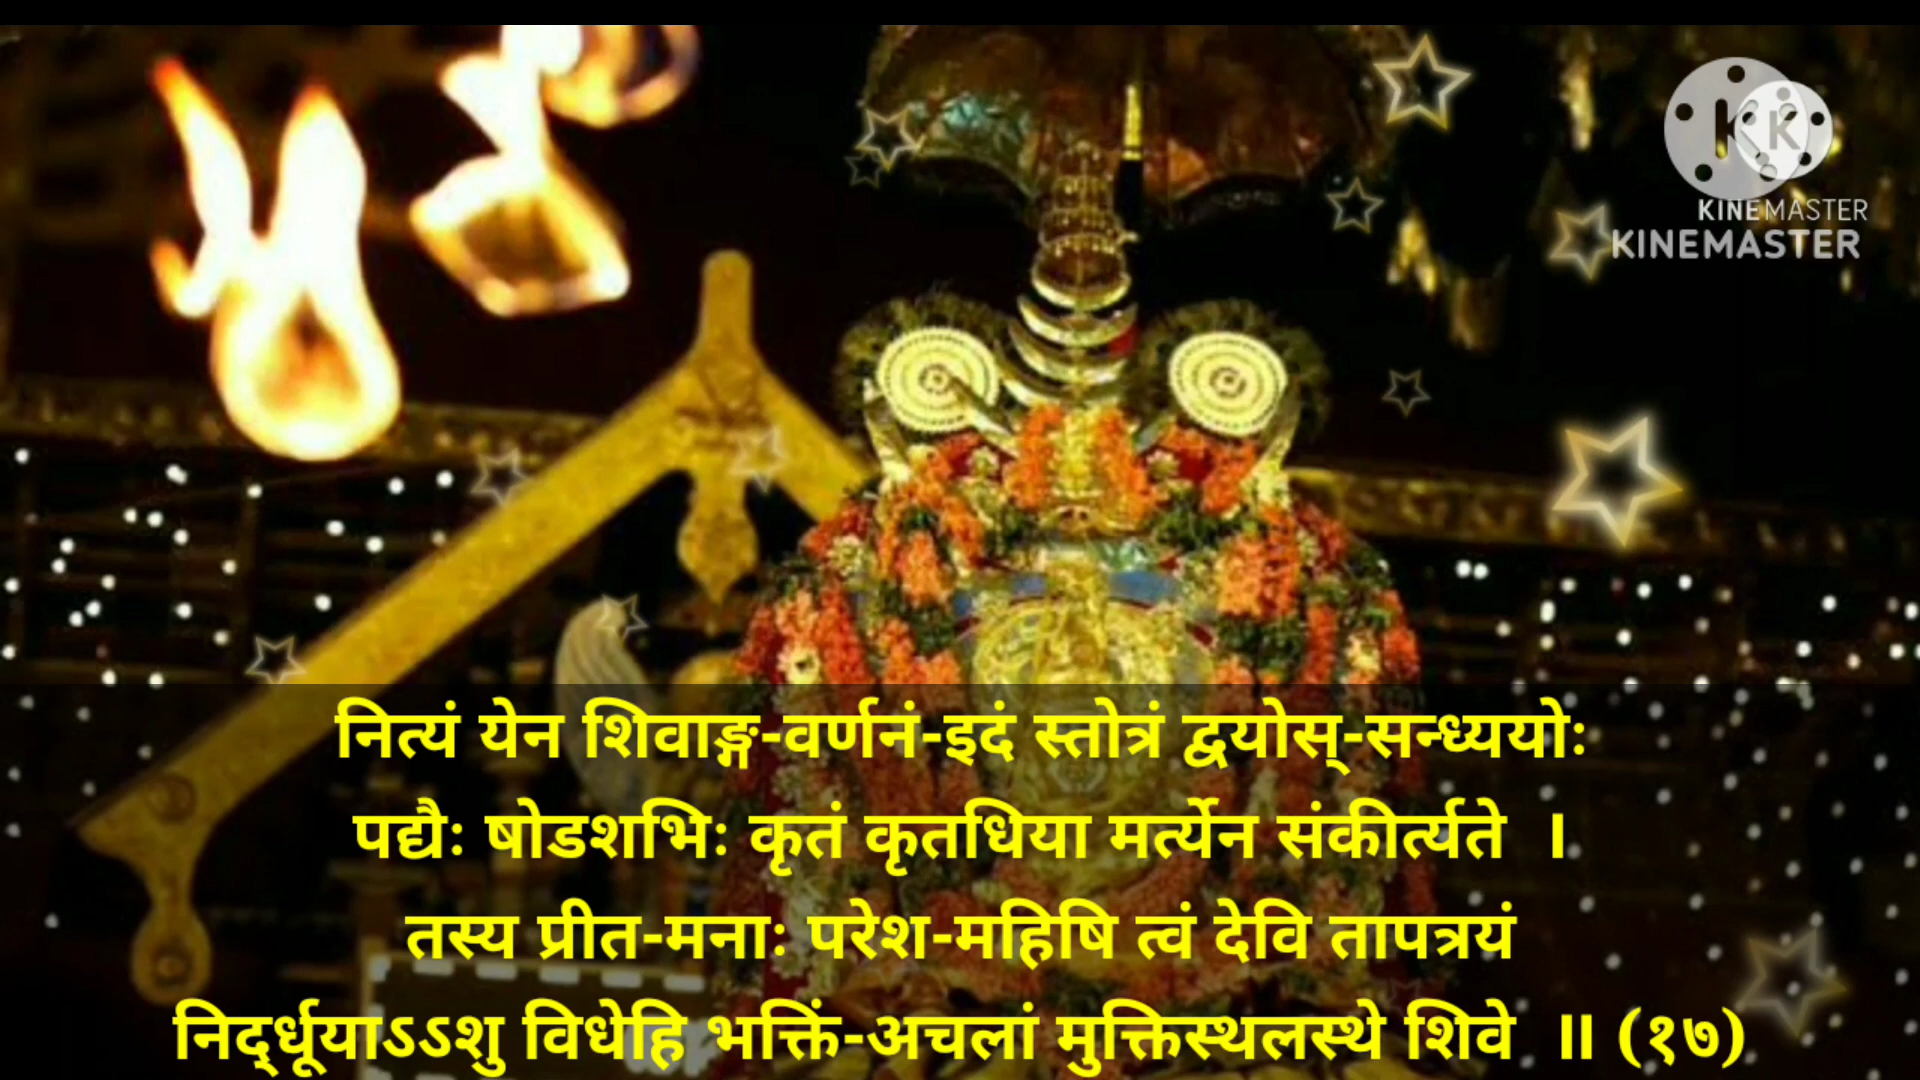 KINEMASTER
KINEMASTER
नित्यं येन शिवाङ्ग-वर्णनं-इदं स्तोत्रं द्वयोस्-सन्ध्ययोः
पद्यैः षोडशभिः कृतं कृतधिया मर्त्येन संकीर्त्यते ।
तस्य प्रीत-मनाः परेश-महिषि त्वं देवि तापत्रयं
निर्द्धूयाऽऽशु विधेहि भक्तिं-अचलां मुक्तिस्थलस्थे शिवे ॥ (१७)